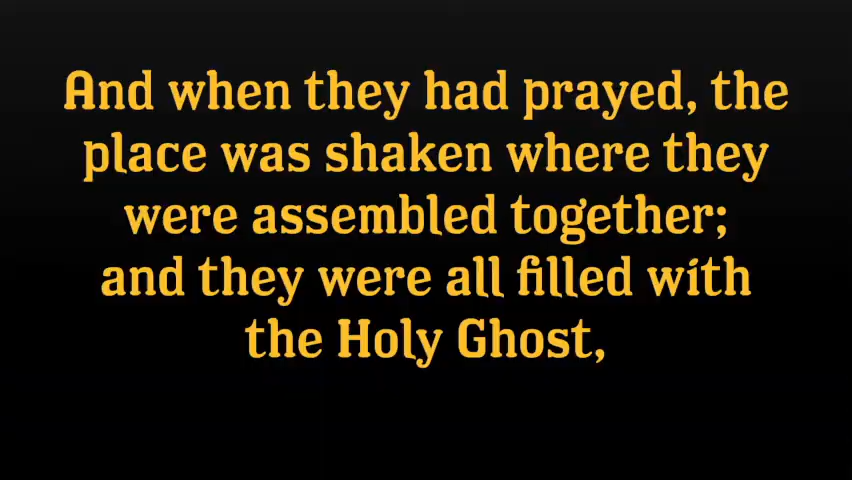 And when they had prayed, the
place was shaken where they
were assembled together;
and they were all filled with
the Holy Ghost,